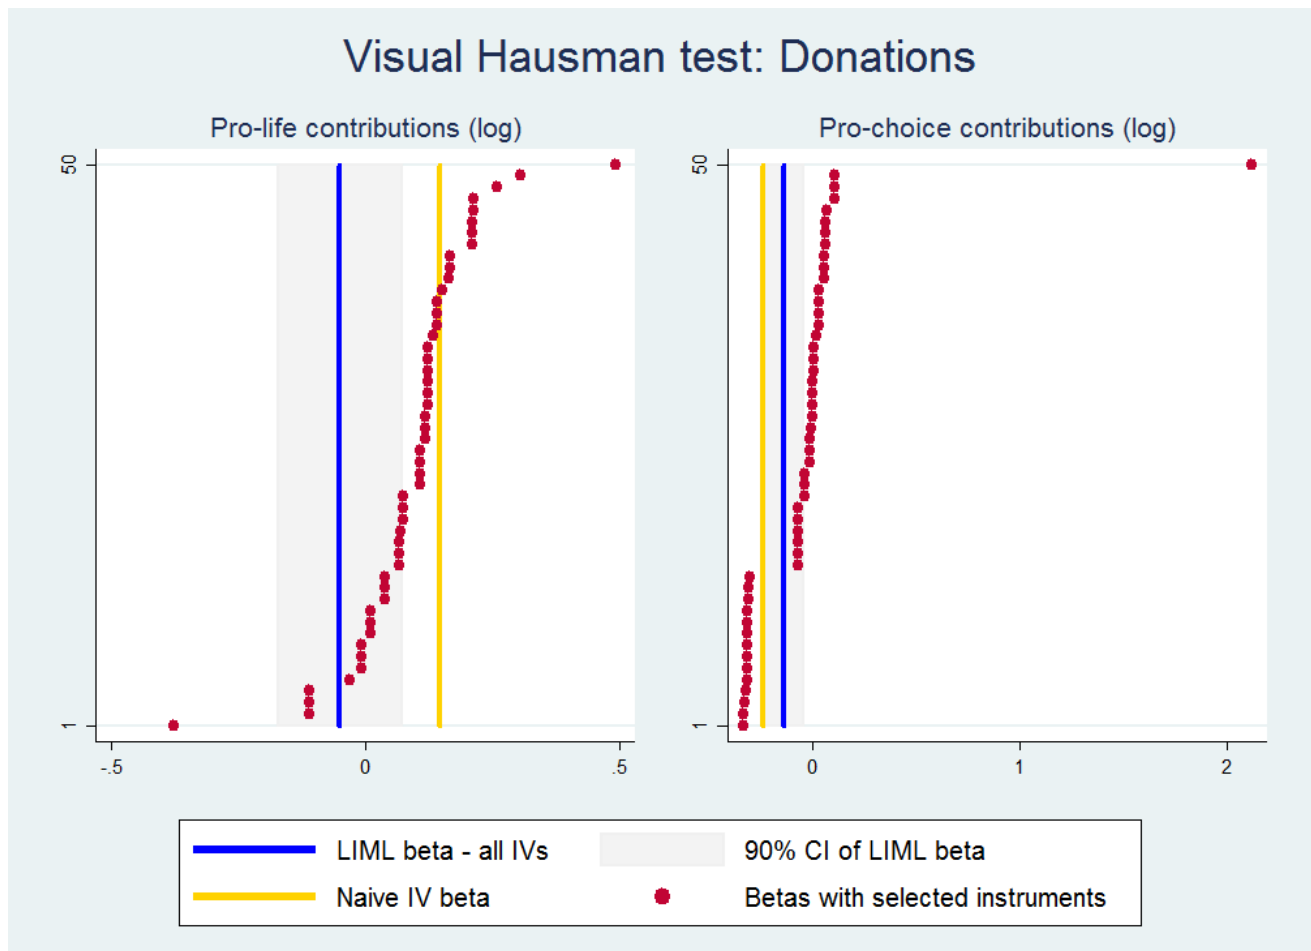 Visual Hausman test: Donations
Pro-life contributions (log)
Pro-choice contributions (log)
50
1
-.5 0 .5
50
1
0 1 2
LIML beta - all IVs
90% CI of LIML beta
Naive IV beta
Betas with selected instruments